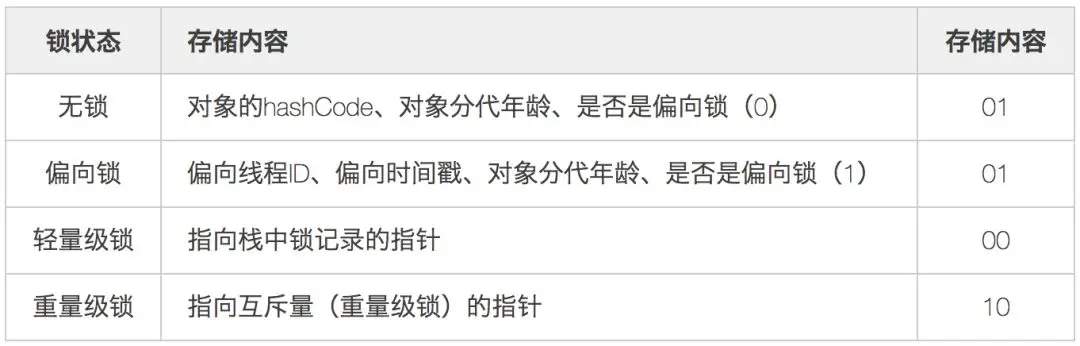 锁状态 存储内容 存储内容
无锁 对象的hashCode、对象分代年龄、是否是偏向锁（0） 01
偏向锁 偏向线程ID、偏向时间戳、对象分代年龄、是否是偏向锁（1） 01
轻量级锁 指向栈中锁记录的指针 00
重量级锁 指向互斥量（重量级锁）的指针 10